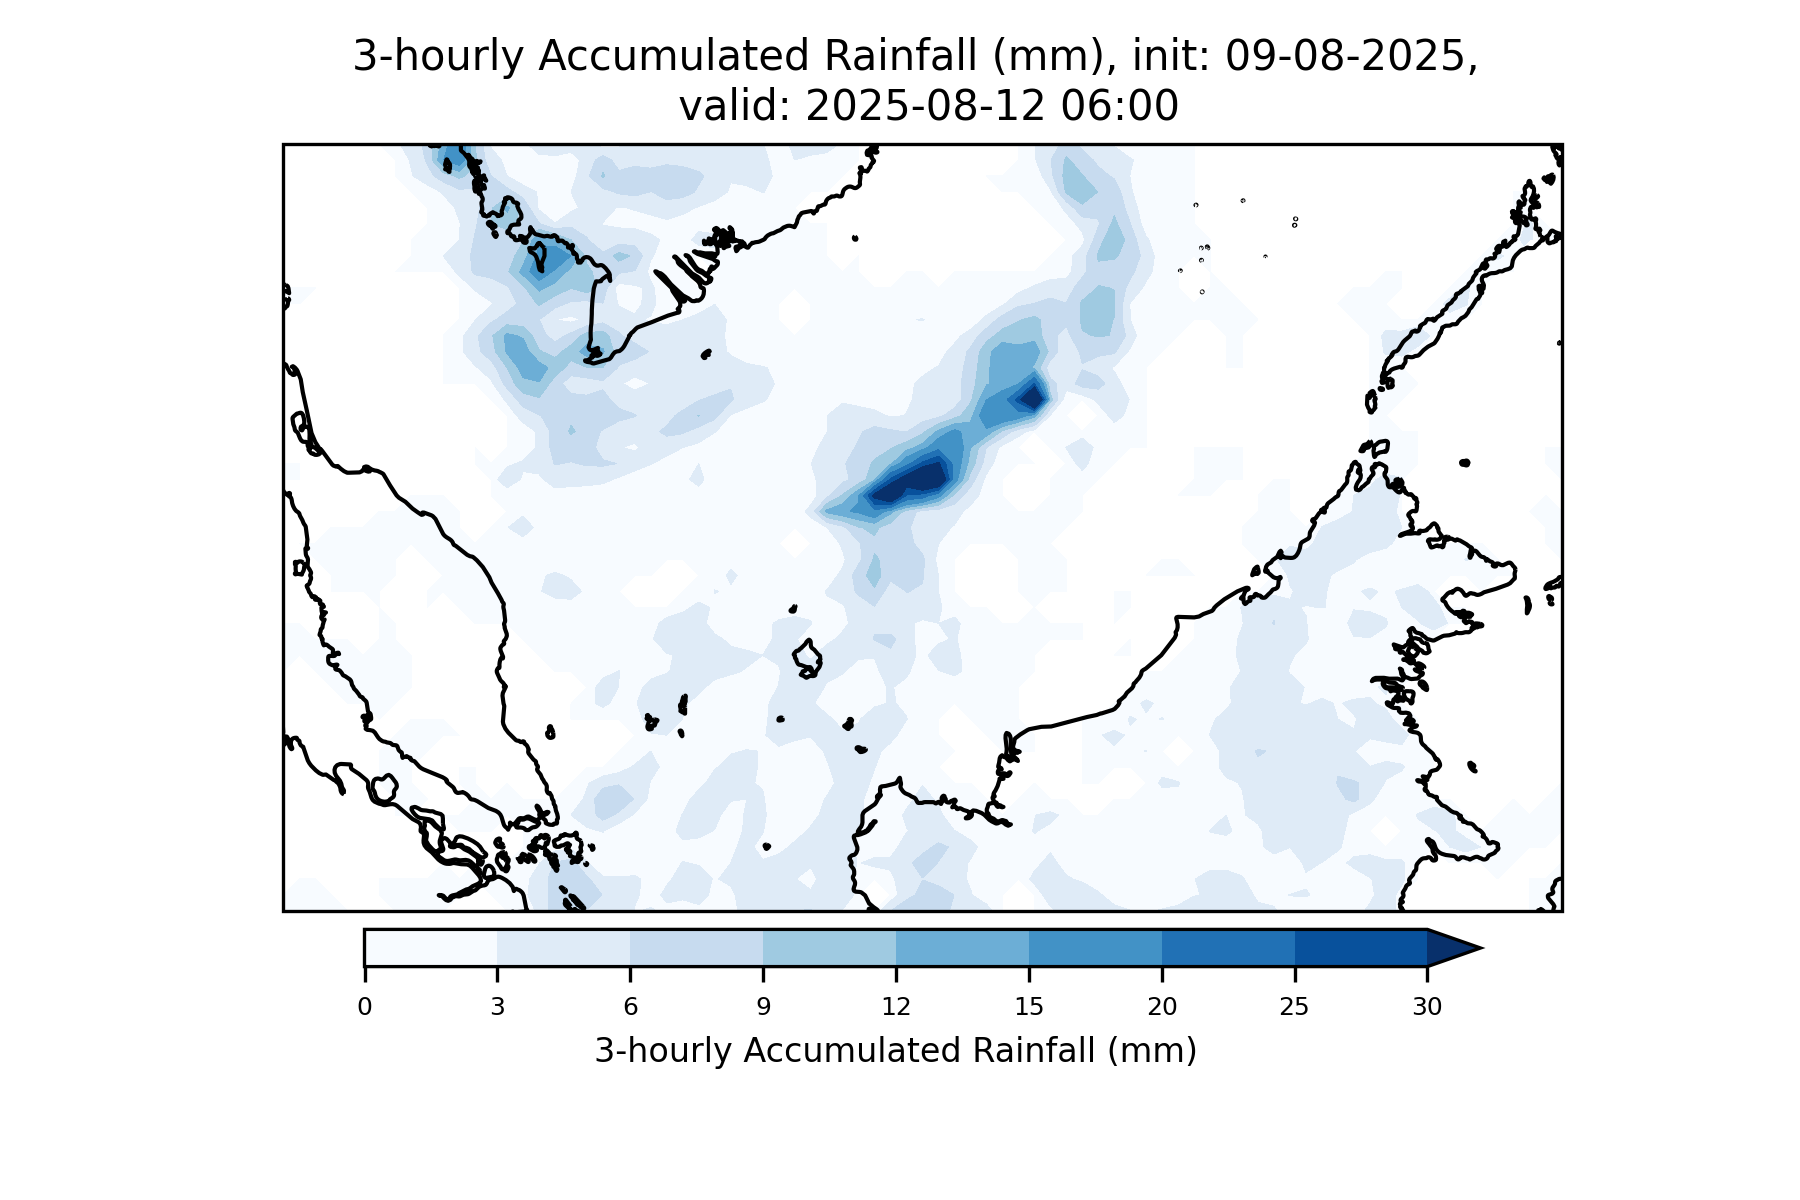 3-hourly Accumulated Rainfall (mm), init: 09-08-2025,
valid: 2025-08-12 06:00
0 3 6 9 12 15 20 25 30
3-hourly Accumulated Rainfall (mm)